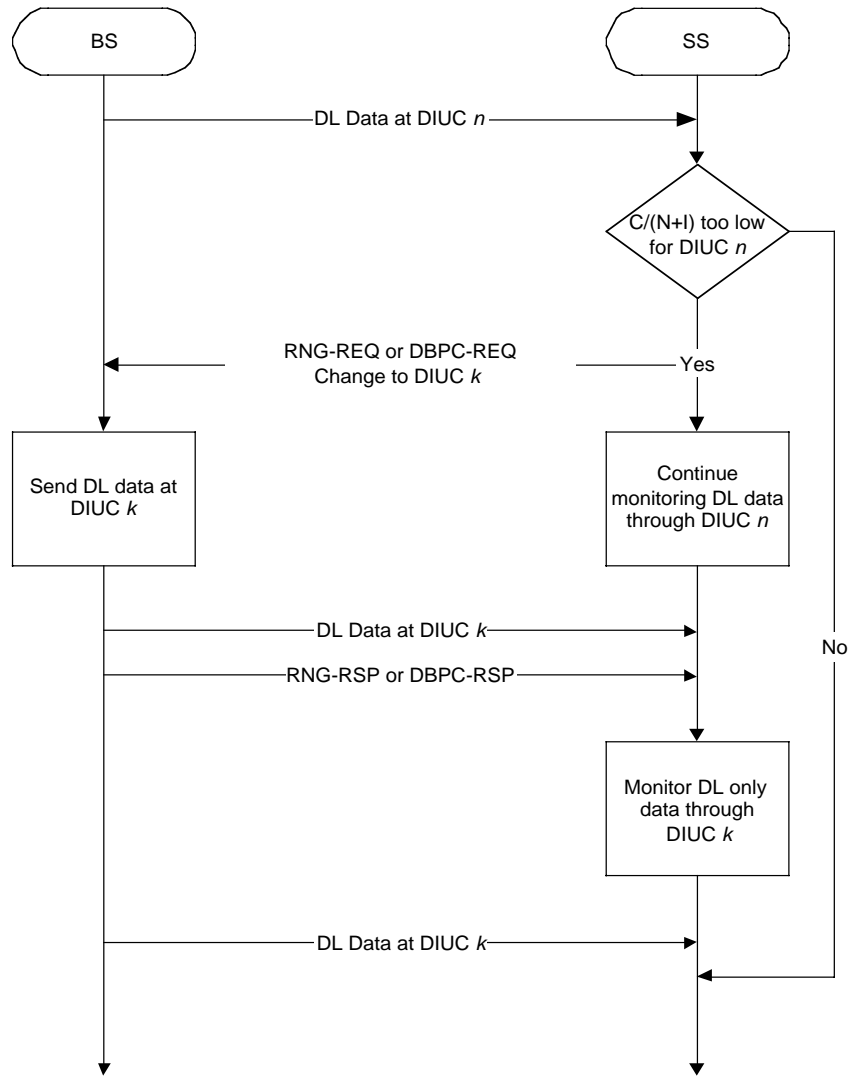 BS
SS
DL Data at DIUC n
C/(N+I) too low
for DIUC n
RNG-REQ or DBPC-REQ
Change to DIUC k
Yes
Send DL data at
DIUC k
Continue
monitoring DL data
through DIUC n
DL Data at DIUC k
No
RNG-RSP or DBPC-RSP
Monitor DL only
data through
DIUC k
DL Data at DIUC k